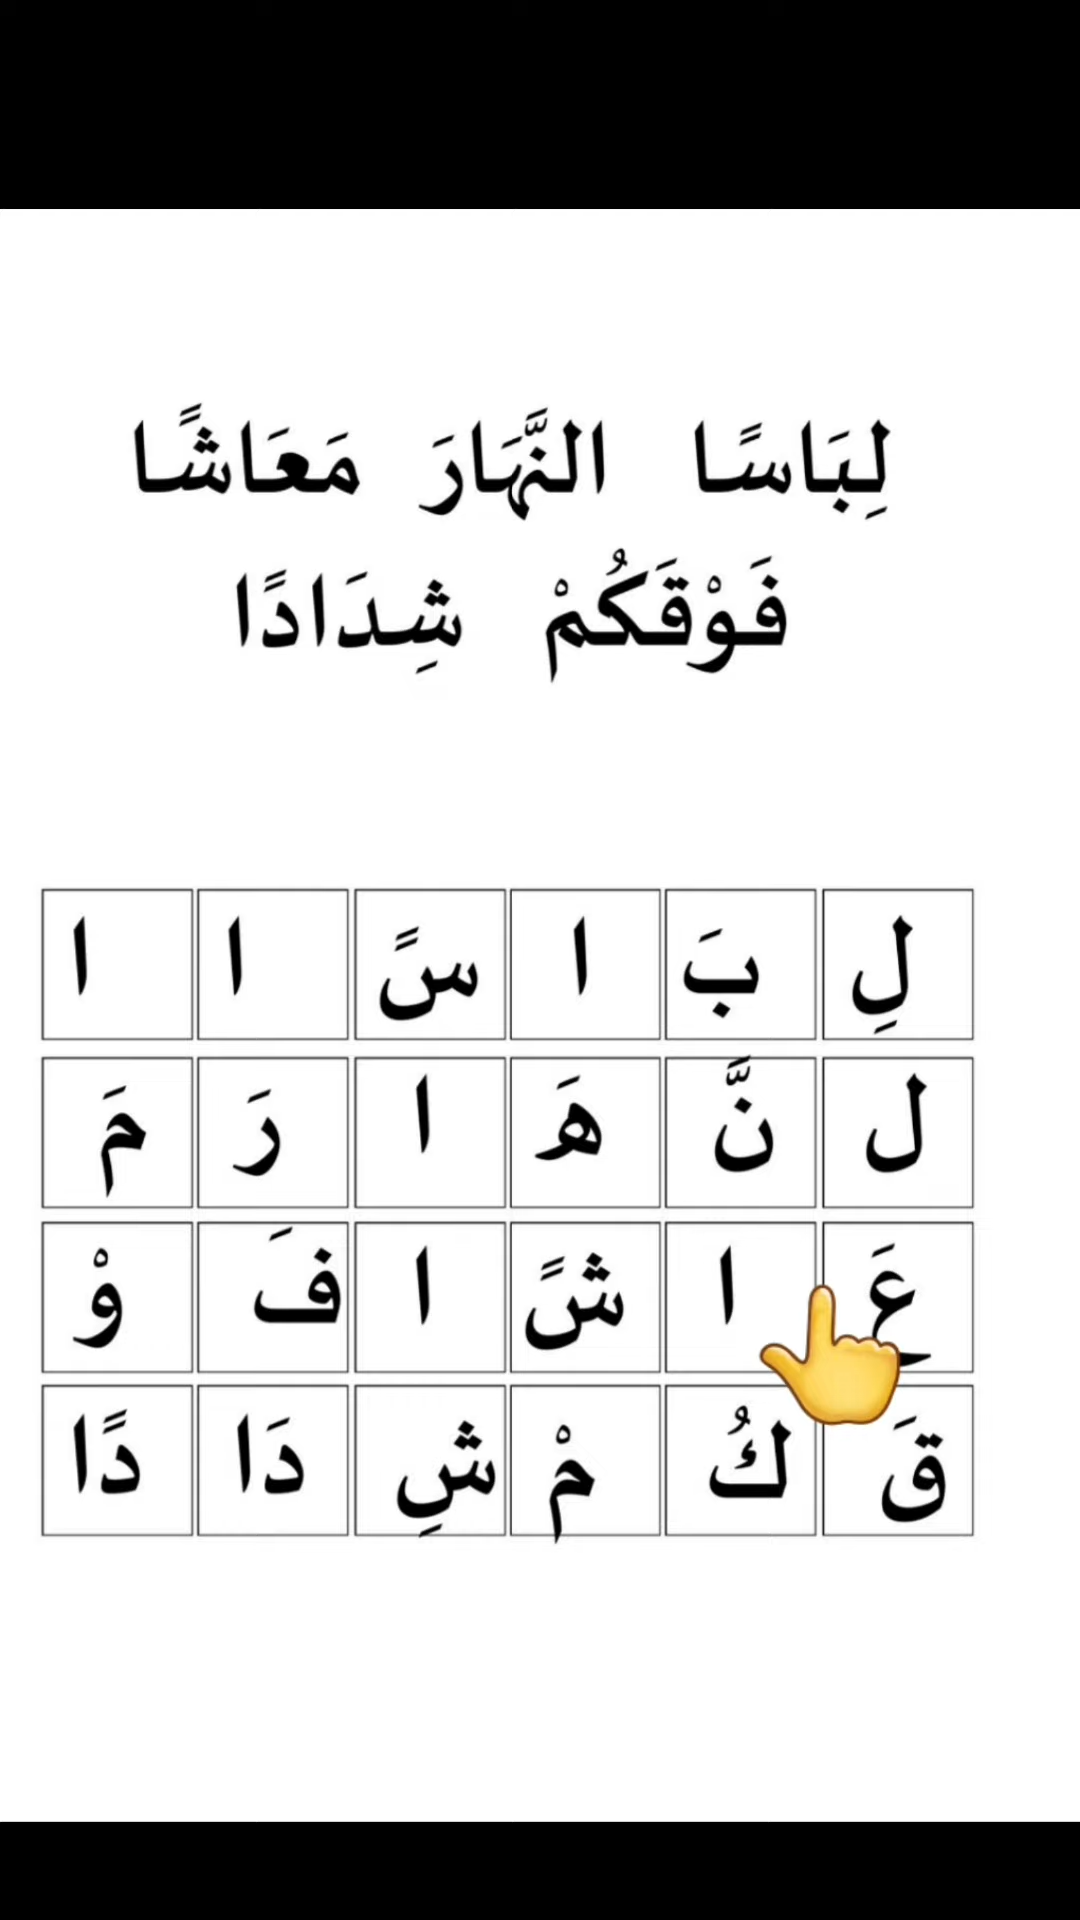 لِبَاسًا النَّهَارَ مَعَاشًا
فَوْقَكُمْ شِدَادًا
لِ بَ ا سً ا ا
ل نَّ هَ ا رَ مَ
عَ ا شً ا فَ وْ
قَ كُ مْ شِ دَا دًا